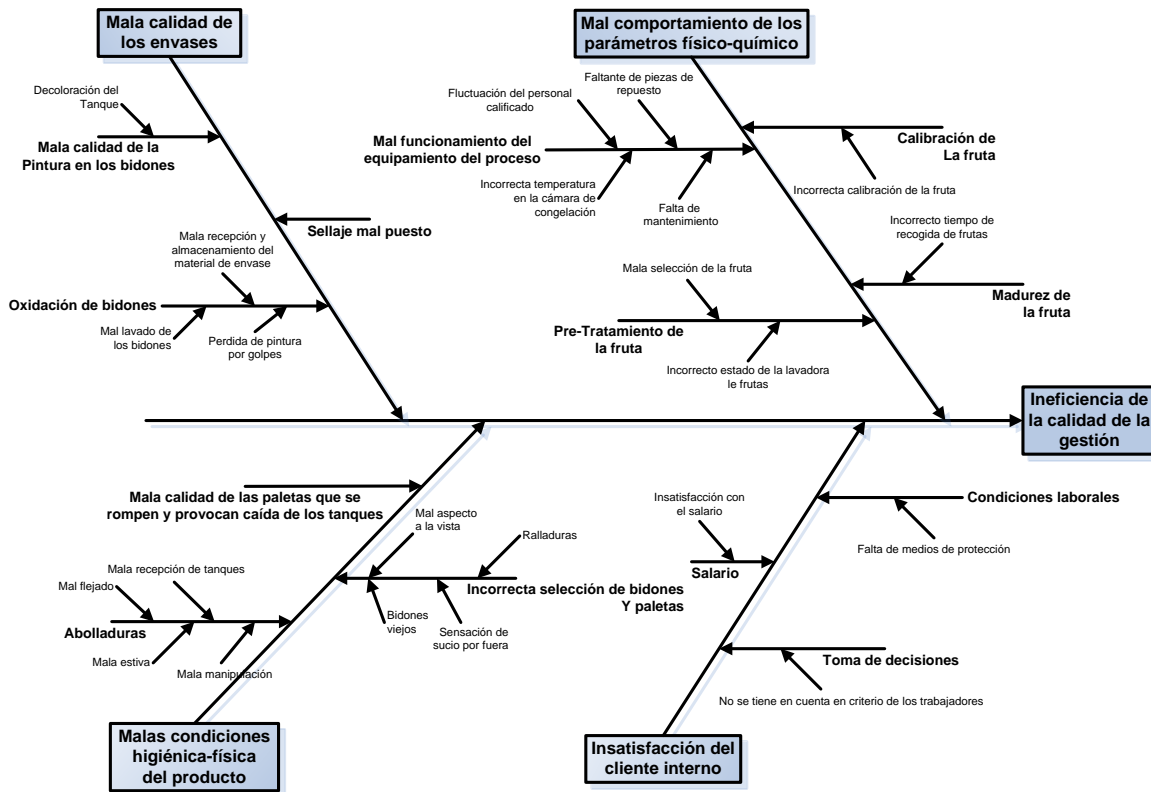 Mala calidad de
los envases
Mal comportamiento de los
parámetros físico-químico
Decoloración del
Tanque
Mala calidad de la
Pintura en los bidones
Sellaje mal puesto
Mala recepción y
almacenamiento del
material de envase
Oxidación de bidones
Mal lavado de
los bidones
Perdida de pintura
por golpes
Fluctuación del personal
calificado
Faltante de piezas de
repuesto
Mal funcionamiento del
equipamiento del proceso
Incorrecta temperatura
en la cámara de
congelación
Falta de
mantenimiento
Calibración de
La fruta
Incorrecta calibración de la fruta
Incorrecto tiempo de
recogida de frutas
Madurez de
la fruta
Mala selección de la fruta
Pre-Tratamiento de
la fruta
Incorrecto estado de la lavadora
le frutas
Ineficiencia de
la calidad de la
gestión
Mala calidad de las paletas que se
rompen y provocan caída de los tanques
Mal aspecto
a la vista
Ralladuras
Incorrecta selección de bidones
Y paletas
Bidones
viejos
Sensación de
sucio por fuera
Mala recepción de tanques
Mal flejado
Abolladuras
Mala estiva
Mala manipulación
Malas condiciones
higiénica-física
del producto
Insatisfacción con
el salario
Salario
Condiciones laborales
Falta de medios de protección
Toma de decisiones
No se tiene en cuenta en criterio de los trabajadores
Insatisfacción del
cliente interno